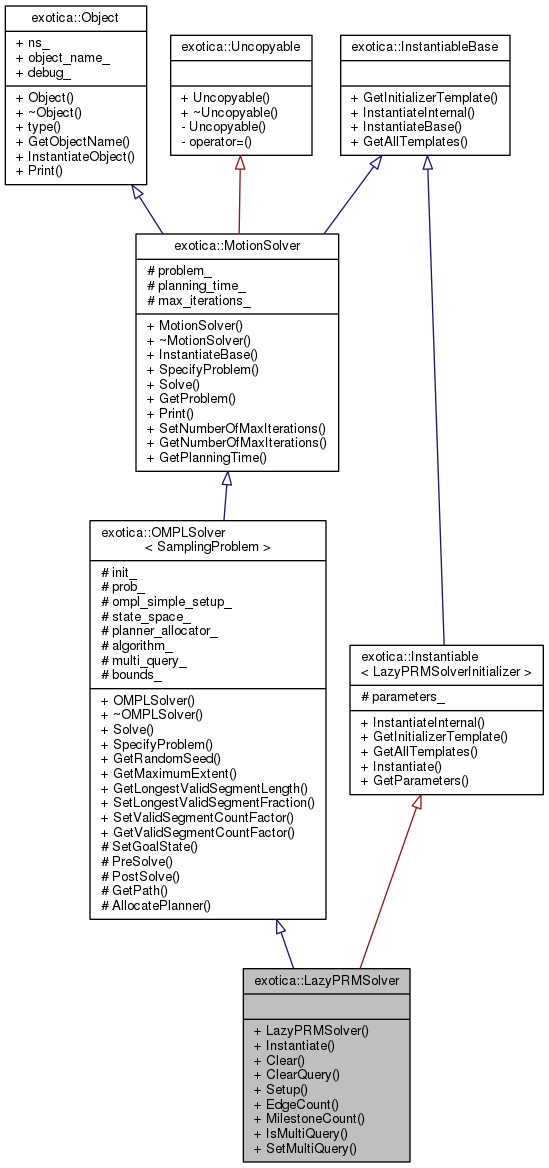 exotica::Object
+ ns_
+ object_name_
+ debug_
+ Object()
+ ~Object()
+ type()
+ GetObjectName()
+ InstantiateObject()
+ Print()
exotica::Uncopyable
+ Uncopyable()
+ ~Uncopyable()
- Uncopyable()
- operator=()
exotica::InstantiableBase
+ GetInitializerTemplate()
+ InstantiateInternal()
+ InstantiateBase()
+ GetAllTemplates()
exotica::MotionSolver
# problem_
# planning_time_
# max_iterations_
+ MotionSolver()
+ ~MotionSolver()
+ InstantiateBase()
+ SpecifyProblem()
+ Solve()
+ GetProblem()
+ Print()
+ SetNumberOfMaxIterations()
+ GetNumberOfMaxIterations()
+ GetPlanningTime()
exotica::OMPLSolver
< SamplingProblem >
# init_
# prob_
# ompl_simple_setup_
# state_space_
# planner_allocator_
# algorithm_
# multi_query_
# bounds_
+ OMPLSolver()
+ ~OMPLSolver()
+ Solve()
+ SpecifyProblem()
+ GetRandomSeed()
+ GetMaximumExtent()
+ GetLongestValidSegmentLength()
+ SetLongestValidSegmentFraction()
+ SetValidSegmentCountFactor()
+ GetValidSegmentCountFactor()
# SetGoalState()
# PreSolve()
# PostSolve()
# GetPath()
# AllocatePlanner()
exotica::Instantiable
< LazyPRMSolverInitializer >
# parameters_
+ InstantiateInternal()
+ GetInitializerTemplate()
+ GetAllTemplates()
+ Instantiate()
+ GetParameters()
exotica::LazyPRMSolver
+ LazyPRMSolver()
+ Instantiate()
+ Clear()
+ ClearQuery()
+ Setup()
+ EdgeCount()
+ MilestoneCount()
+ IsMultiQuery()
+ SetMultiQuery()